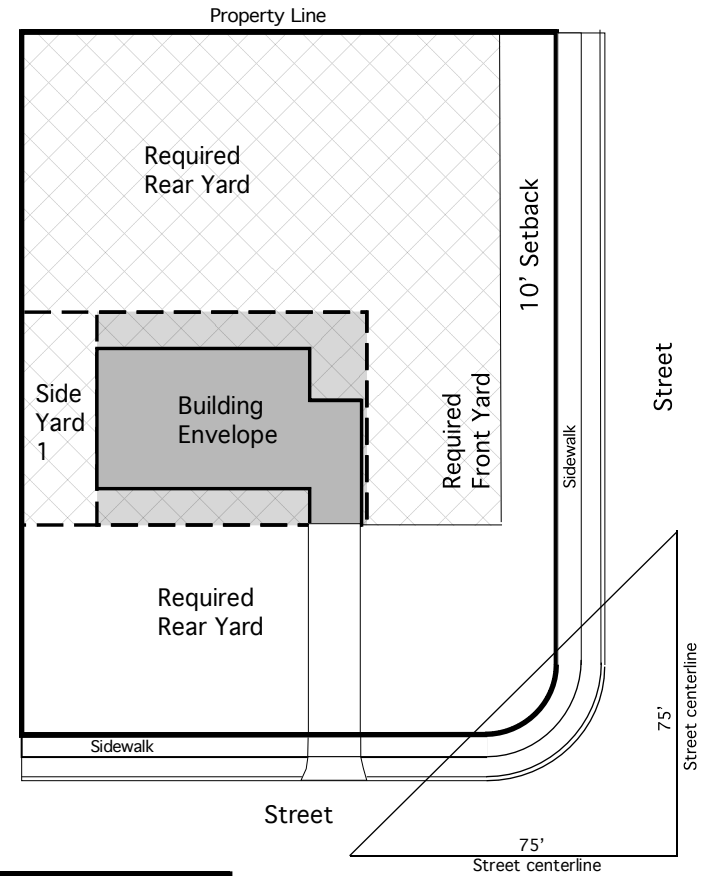 Property Line
Required
Rear Yard
10’ Setback
Street
Side
Yard
1
Building
Envelope
Required
Front Yard
Sidewalk
Required
Rear Yard
75’
Street centerline
Sidewalk
Street
75’
Street centerline